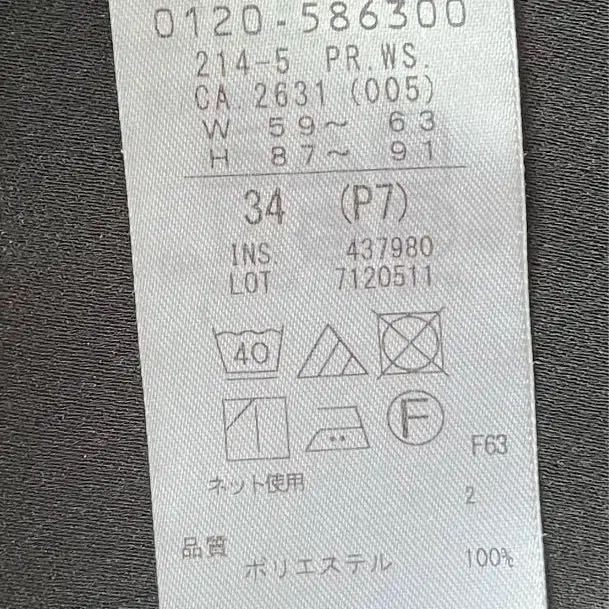 0120-586300
214-5 PR.WS.
CA.2631 (005)
W 59～ 63
H 87～ 91
34 (P7)
INS. 437980
LOT 7120511
40
F
F63
ネット使用
2
品質
ポリエステル 100%